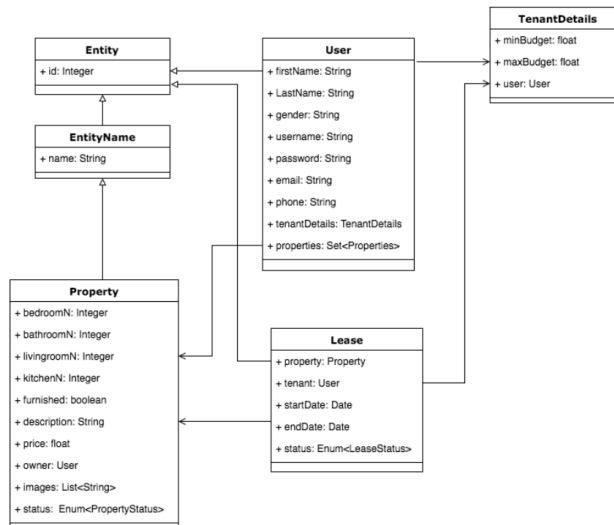 Entity
+ id: Integer
EntityName
+ name: String
Property
+ bedroomN: Integer
+ bathroomN: Integer
+ livingroomN: Integer
+ kitchenN: Integer
+ furnished: boolean
+ description: String
+ price: float
+ owner: User
+ images: List<String>
+ status:  Enum<PropertyStatus>
User
+ firstName: String
+ LastName: String
+ gender: String
+ username: String
+ password: String
+ email: String
+ phone: String
+ tenantDetails: TenantDetails
+ properties: Set<Properties>
Lease
+ property: Property
+ tenant: User
+ startDate: Date
+ endDate: Date
+ status: Enum<LeaseStatus>
TenantDetails
+ minBudget: float
+ maxBudget: float
+ user: User